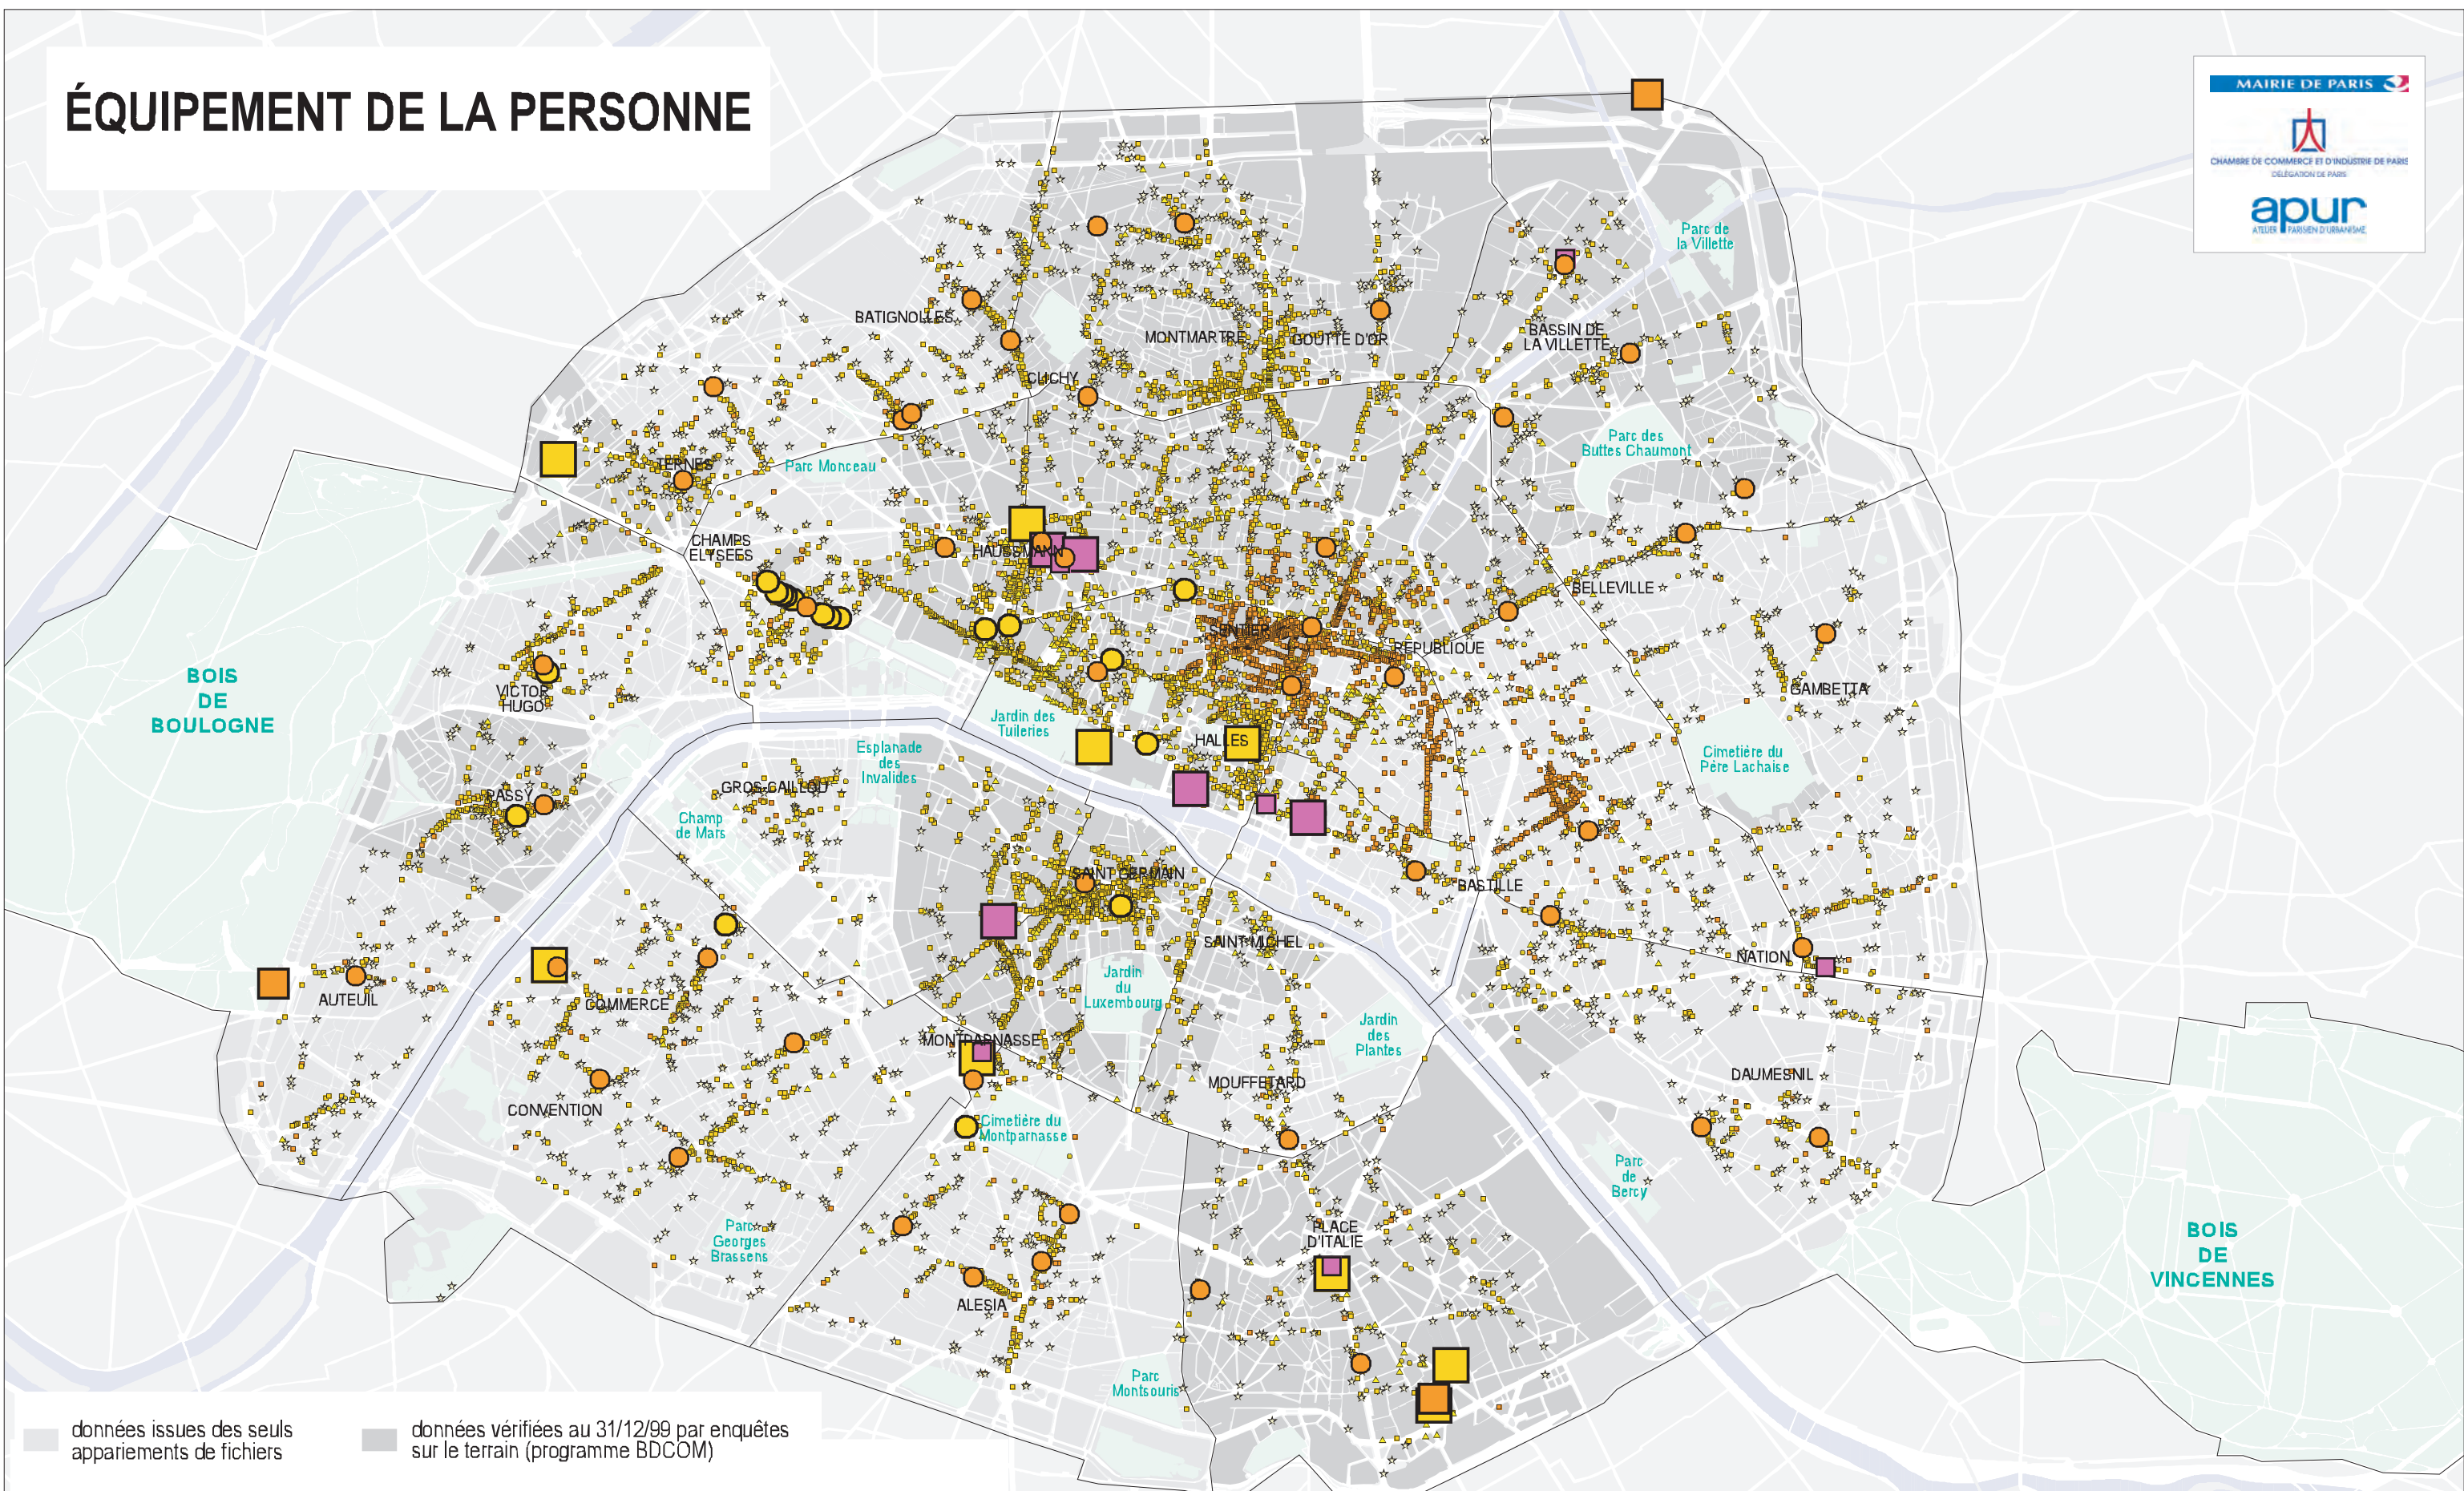 ÉQUIPEMENT DE LA PERSONNE
MAIRIE DE PARIS
CHAMBRE DE COMMERCE ET D'INDUSTRIE DE PARIS
DÉLÉGATION DE PARIS
apur
ATELIER PARISIEN D'URBANISME
Parc de
la Villette
BATIGNOLLES
MONTMARTRE
GOUTTE D'OR
BASSIN DE
LA VILLETTE
CLICHY
Parc des
Buttes Chaumont
TERNES
Parc Monceau
CHAMPS
ELYSEES
HAUSSMANN
BELLEVILLE
SENTIER
REPUBLIQUE
BOIS
DE
BOULOGNE
VICTOR
HUGO
GAMBETTA
Jardin des
Tuileries
HALLES
Esplanade
des
Invalides
Cimetière du
Père Lachaise
GROS-CAILLOU
PASSY
Champ
de Mars
SAINT GERMAIN
BASTILLE
SAINT-MICHEL
NATION
AUTEUIL
COMMERCE
Jardin
du
Luxembourg
Jardin
des
Plantes
MONTPARNASSE
MOUFFETARD
DAUMESNIL
CONVENTION
Cimetière du
Montparnasse
Parc
de
Bercy
Parc
Georges
Brassens
PLACE
D'ITALIE
BOIS
DE
VINCENNES
ALESIA
Parc
Montsouris
données issues des seuls
appariements de fichiers
données vérifiées au 31/12/99 par enquêtes
sur le terrain (programme BDCOM)